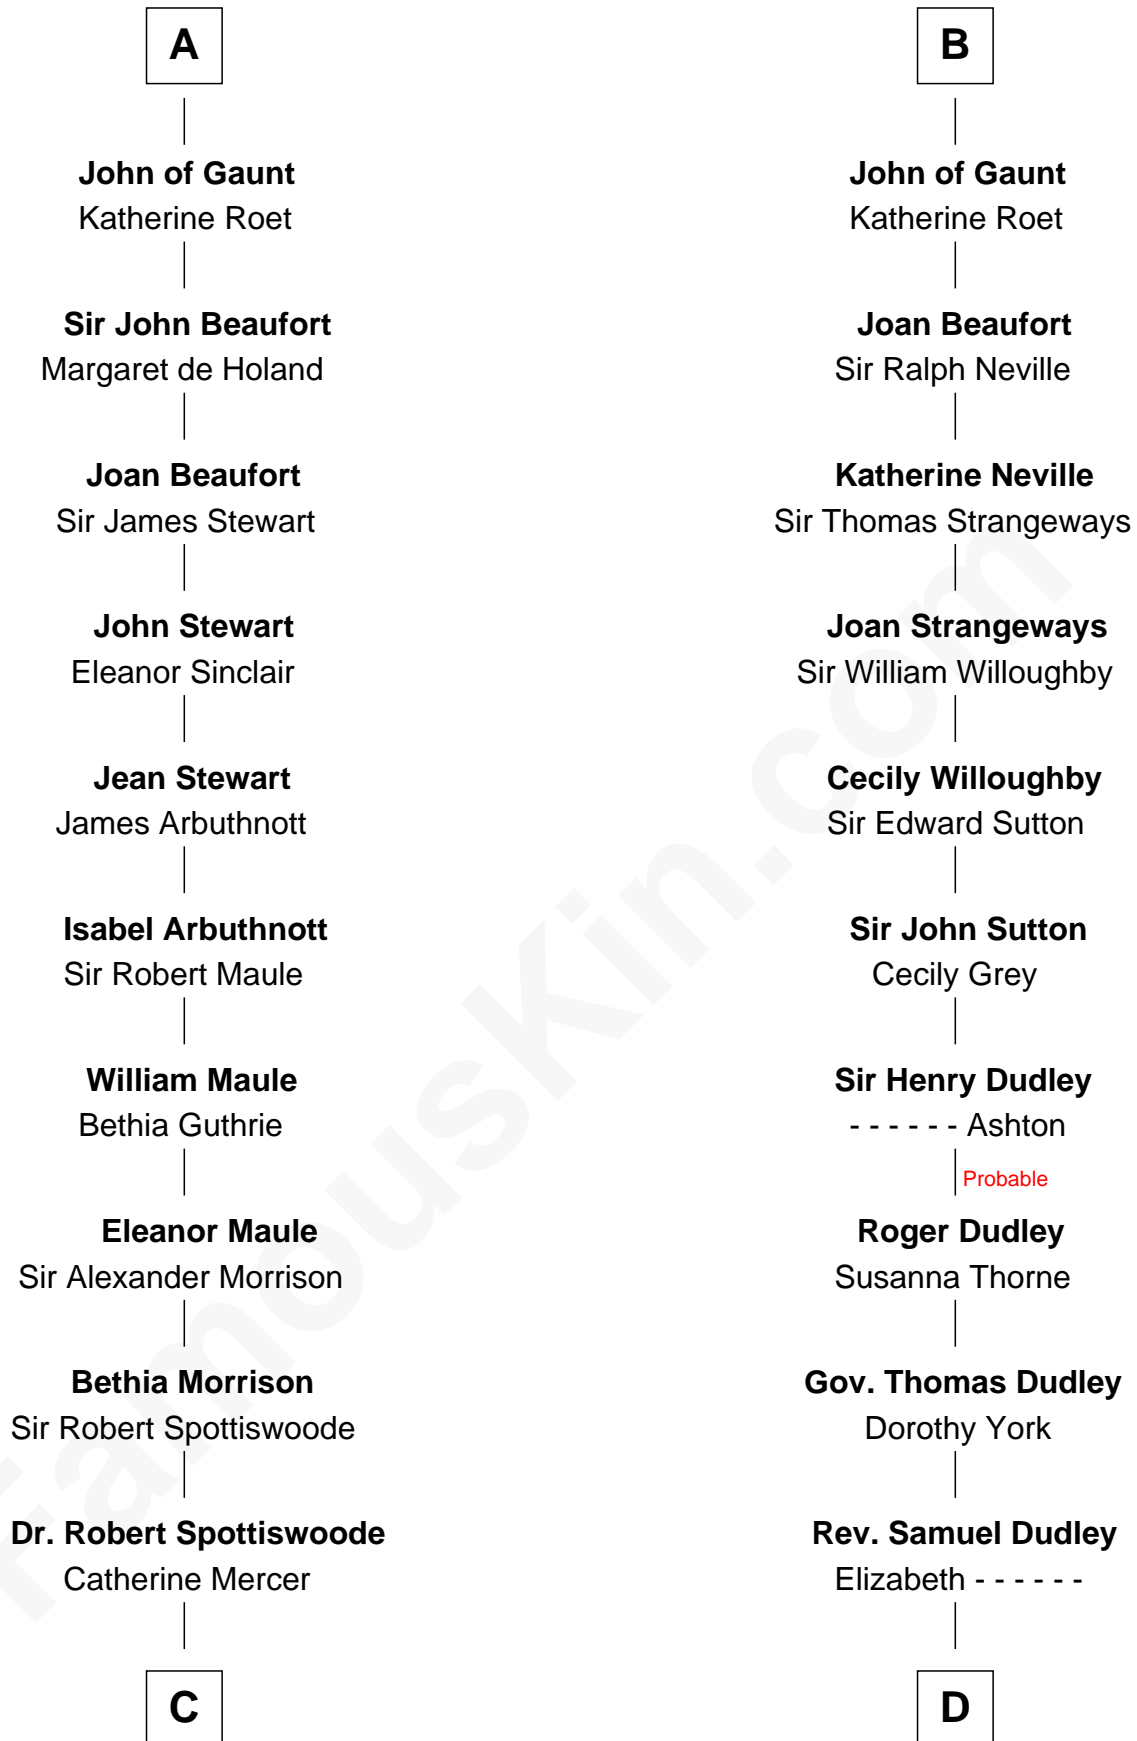 A
John of Gaunt
Katherine Roet
Sir John Beaufort
Margaret de Holand
Joan Beaufort
Sir James Stewart
John Stewart
Eleanor Sinclair
Jean Stewart
James Arbuthnott
Isabel Arbuthnott
Sir Robert Maule
William Maule
Bethia Guthrie
Eleanor Maule
Sir Alexander Morrison
Bethia Morrison
Sir Robert Spottiswoode
Dr. Robert Spottiswoode
Catherine Mercer
C
B
John of Gaunt
Katherine Roet
Joan Beaufort
Sir Ralph Neville
Katherine Neville
Sir Thomas Strangeways
Joan Strangeways
Sir William Willoughby
Cecily Willoughby
Sir Edward Sutton
Sir John Sutton
Cecily Grey
Sir Henry Dudley
- - - - - - Ashton
Probable
Roger Dudley
Susanna Thorne
Gov. Thomas Dudley
Dorothy York
Rev. Samuel Dudley
Elizabeth - - - - - -
D
FamousKin.com